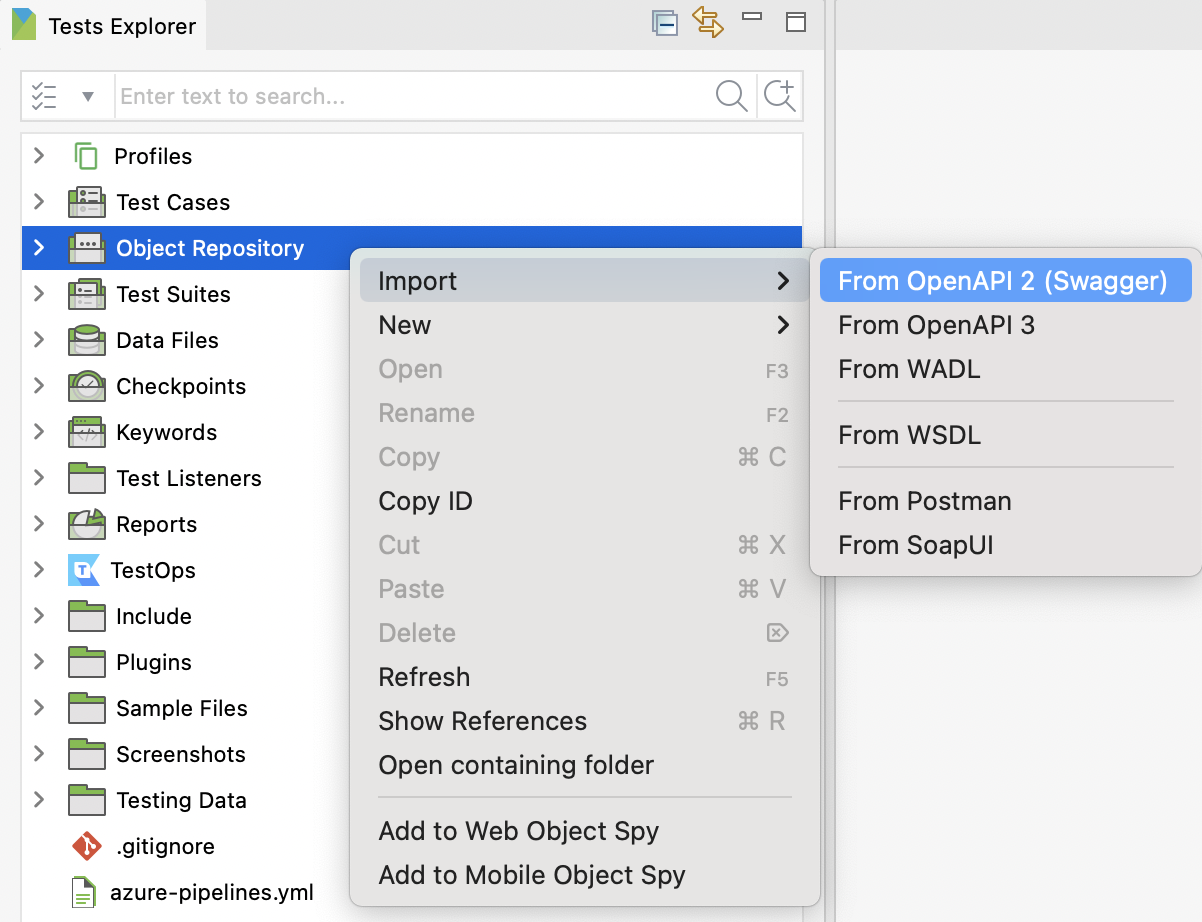 Tests Explorer
Enter text to search...
Profiles
Test Cases
Object Repository
Test Suites
Data Files
Checkpoints
Keywords
Test Listeners
Reports
TestOps
Include
Plugins
Sample Files
Screenshots
Testing Data
.gitignore
azure-pipelines.yml
Import
New
Open F3
Rename F2
Copy ⌘ C
Copy ID
Cut ⌘ X
Paste ⌘ V
Delete ⌦
Refresh F5
Show References ⌘ R
Open containing folder
Add to Web Object Spy
Add to Mobile Object Spy
From OpenAPI 2 (Swagger)
From OpenAPI 3
From WADL
From WSDL
From Postman
From SoapUI